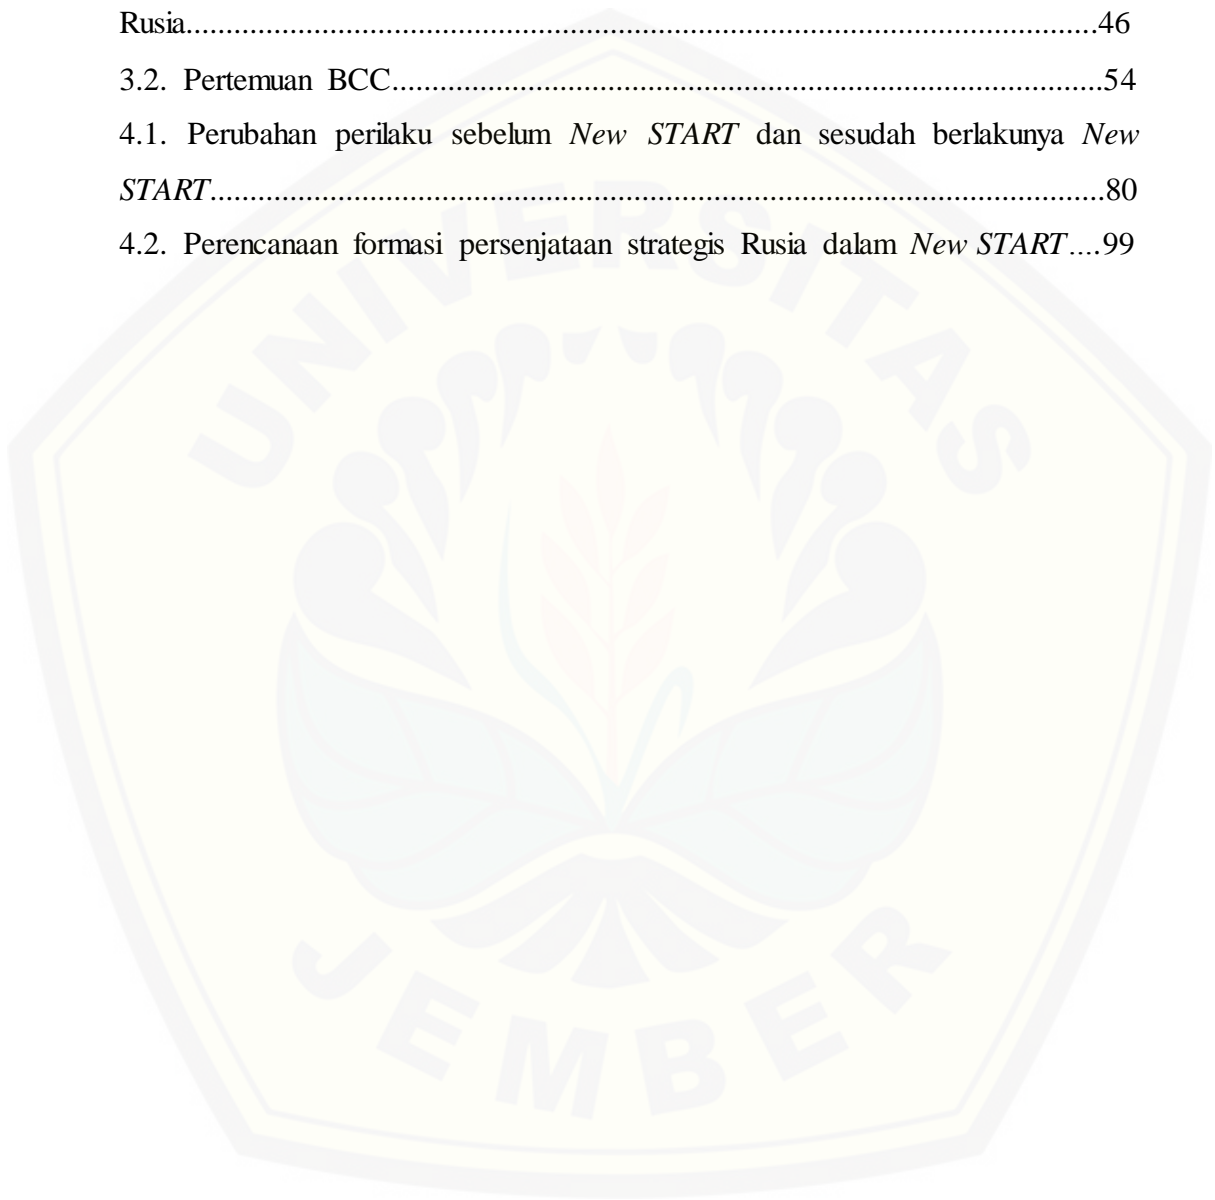 Rusia..................................................................................................................46
3.2. Pertemuan BCC.........................................................................................54
4.1. Perubahan perilaku sebelum New START dan sesudah berlakunya New
START................................................................................................................80
4.2. Perencanaan formasi persenjataan strategis Rusia dalam New START....99
UNIVERSITAS
JEMBER